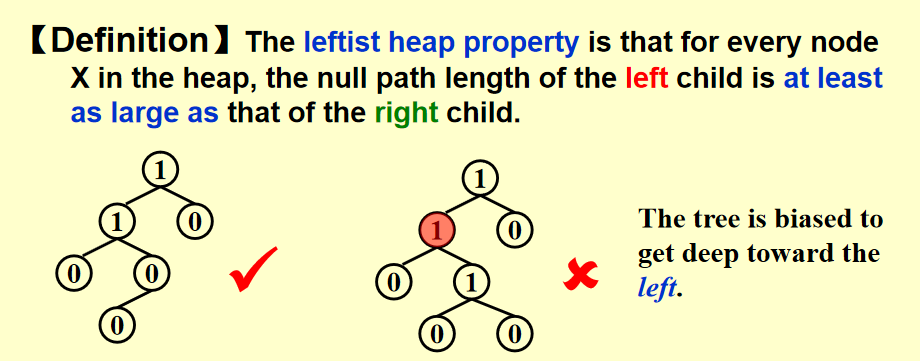 【Definition】The leftist heap property is that for every node
X in the heap, the null path length of the left child is at least
as large as that of the right child.
1
1 0
0 0
0
1
1 0
0 1
0 0
The tree is biased to
get deep toward the
left.